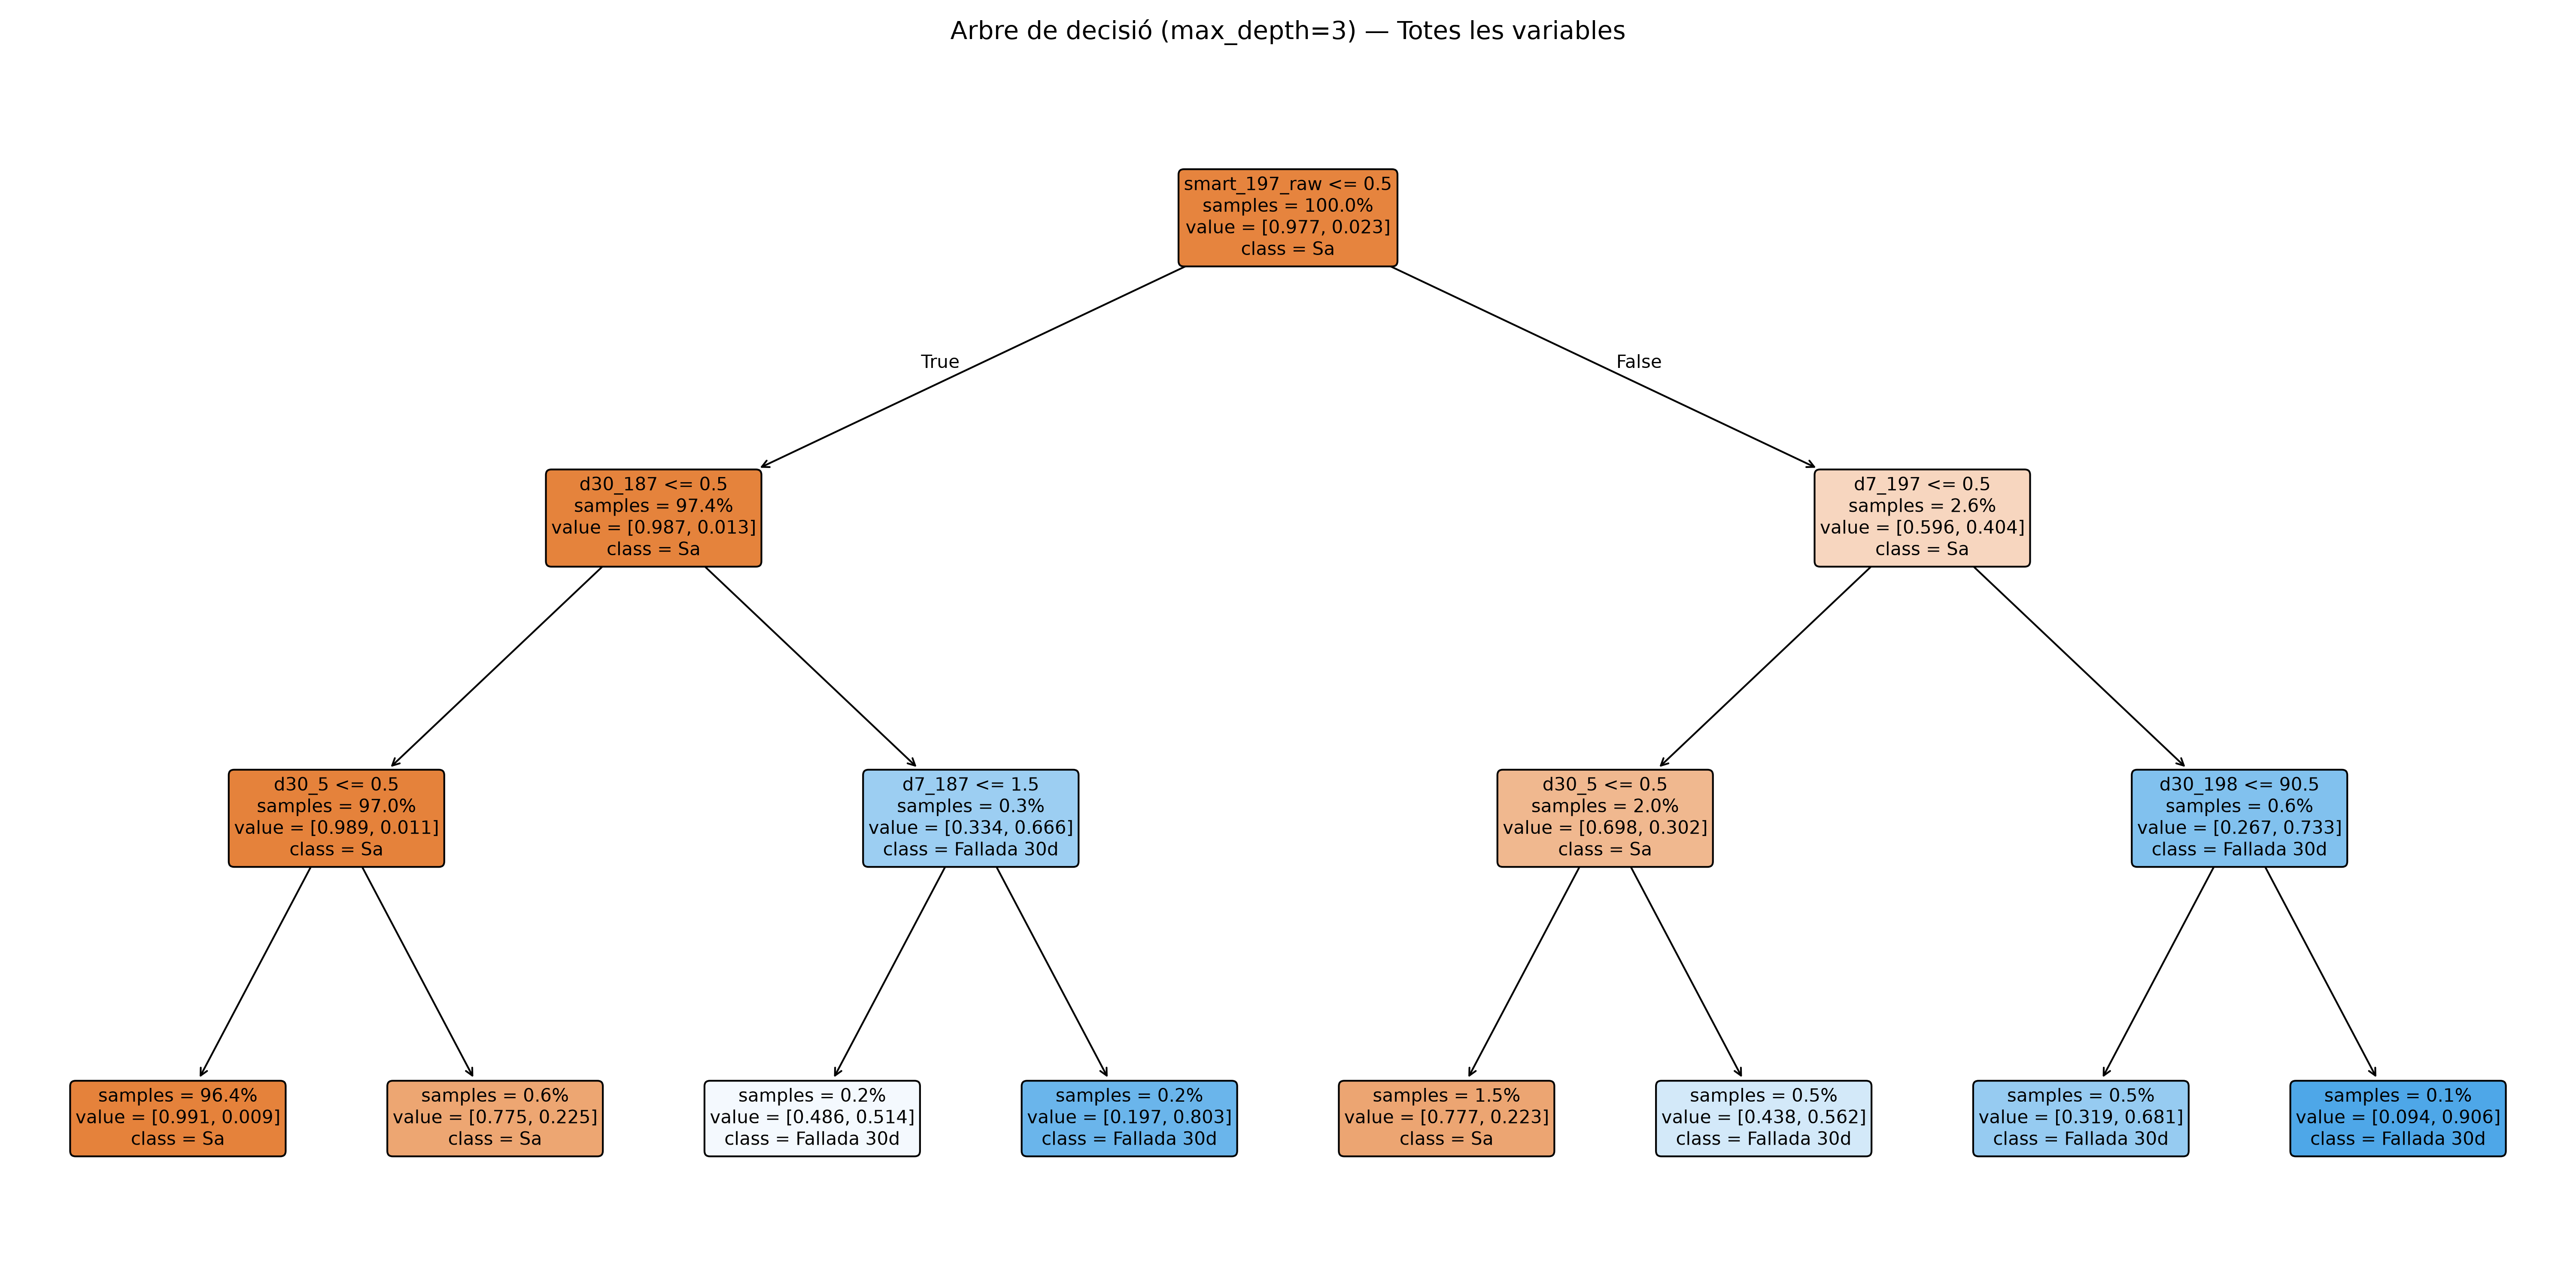 Arbre de decisió (max_depth=3) — Totes les variables
smart_197_raw <= 0.5
samples = 100.0%
value = [0.977, 0.023]
class = Sa
True
False
d30_187 <= 0.5
samples = 97.4%
value = [0.987, 0.013]
class = Sa
d7_197 <= 0.5
samples = 2.6%
value = [0.596, 0.404]
class = Sa
d30_5 <= 0.5
samples = 97.0%
value = [0.989, 0.011]
class = Sa
d7_187 <= 1.5
samples = 0.3%
value = [0.334, 0.666]
class = Fallada 30d
d30_5 <= 0.5
samples = 2.0%
value = [0.698, 0.302]
class = Sa
d30_198 <= 90.5
samples = 0.6%
value = [0.267, 0.733]
class = Fallada 30d
samples = 96.4%
value = [0.991, 0.009]
class = Sa
samples = 0.6%
value = [0.775, 0.225]
class = Sa
samples = 0.2%
value = [0.486, 0.514]
class = Fallada 30d
samples = 0.2%
value = [0.197, 0.803]
class = Fallada 30d
samples = 1.5%
value = [0.777, 0.223]
class = Sa
samples = 0.5%
value = [0.438, 0.562]
class = Fallada 30d
samples = 0.5%
value = [0.319, 0.681]
class = Fallada 30d
samples = 0.1%
value = [0.094, 0.906]
class = Fallada 30d